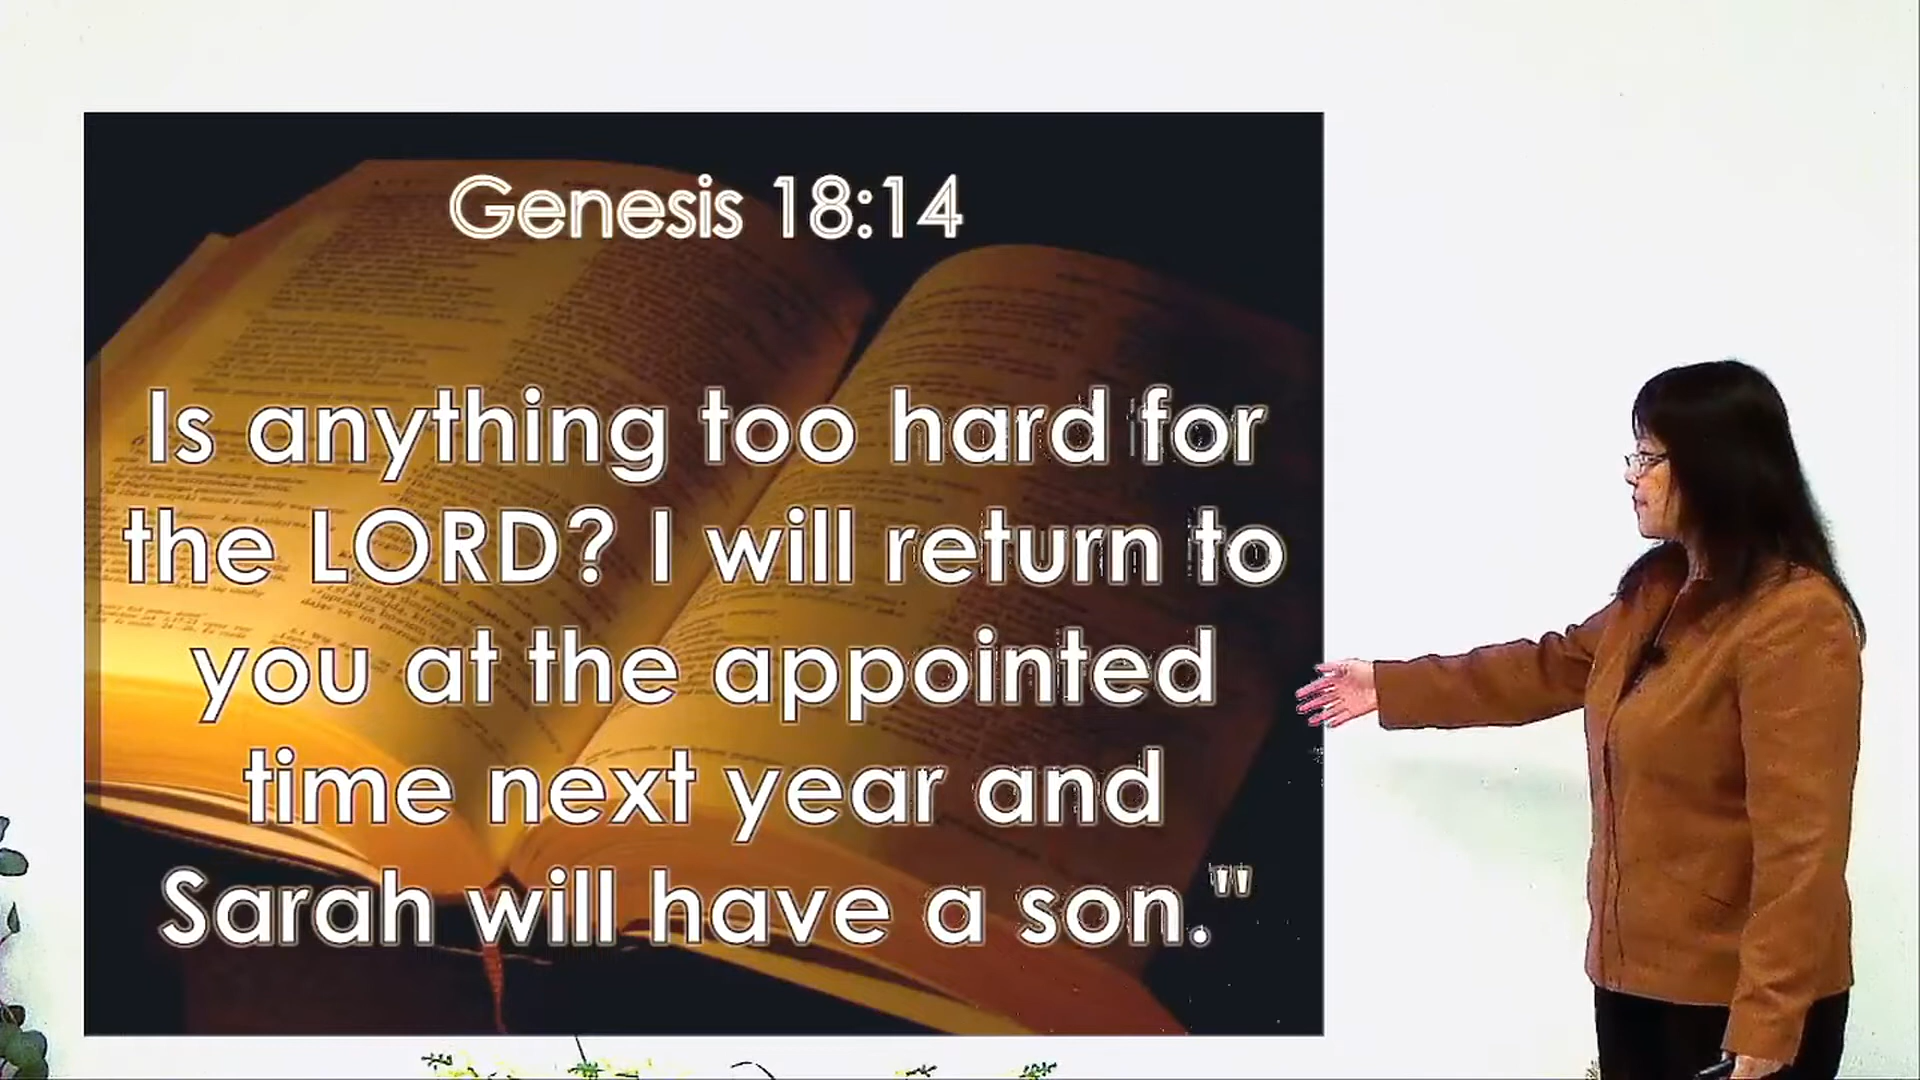 Genesis 18:14
Is anything too hard for
the LORD? I will return to
you at the appointed
time next year and
Sarah will have a son."